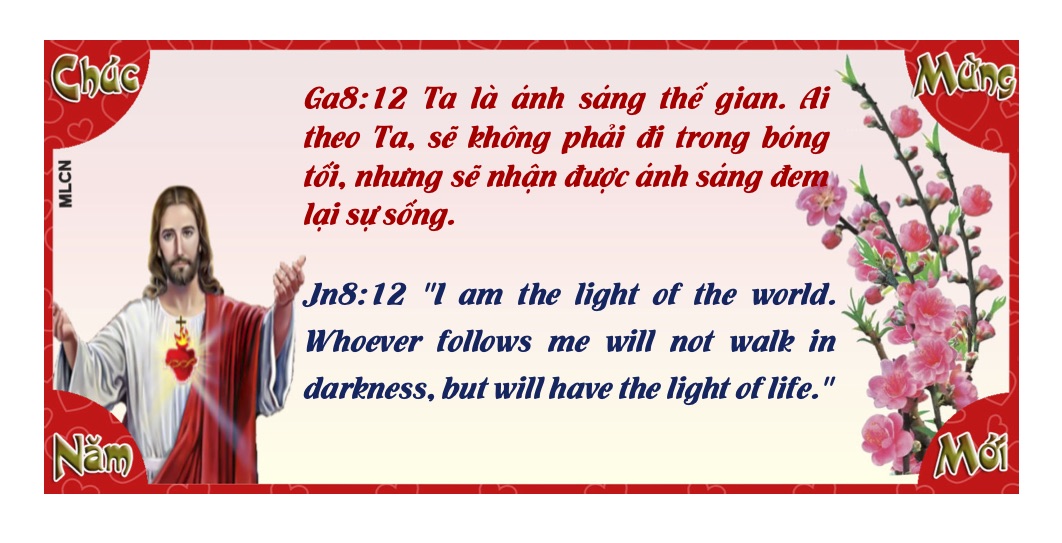 Chúc
Mừng
MLCN
Ga8:12 Ta là ánh sáng thế gian. Ai
theo Ta, sẽ không phải đi trong bóng
tối, nhưng sẽ nhận được ánh sáng đem
lại sự sống.
Jn8:12 "I am the light of the world.
Whoever follows me will not walk in
darkness, but will have the light of life."
Năm
Mới